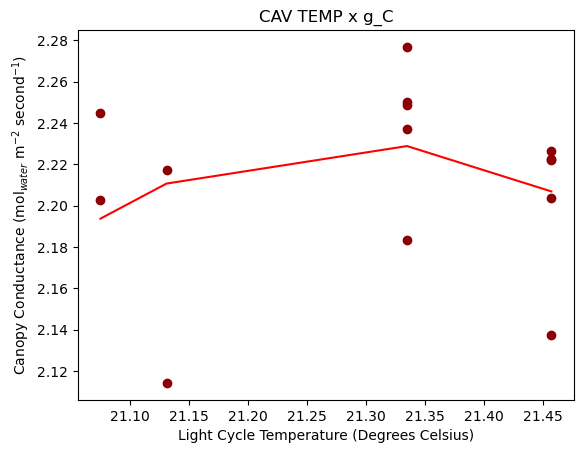 CAV TEMP x g_C
Canopy Conductance (mol$_{water}$ m$^{-2}$ second$^{-1}$)
2.28
2.26
2.24
2.22
2.20
2.18
2.16
2.14
2.12
21.10 21.15 21.20 21.25 21.30 21.35 21.40 21.45
Light Cycle Temperature (Degrees Celsius)